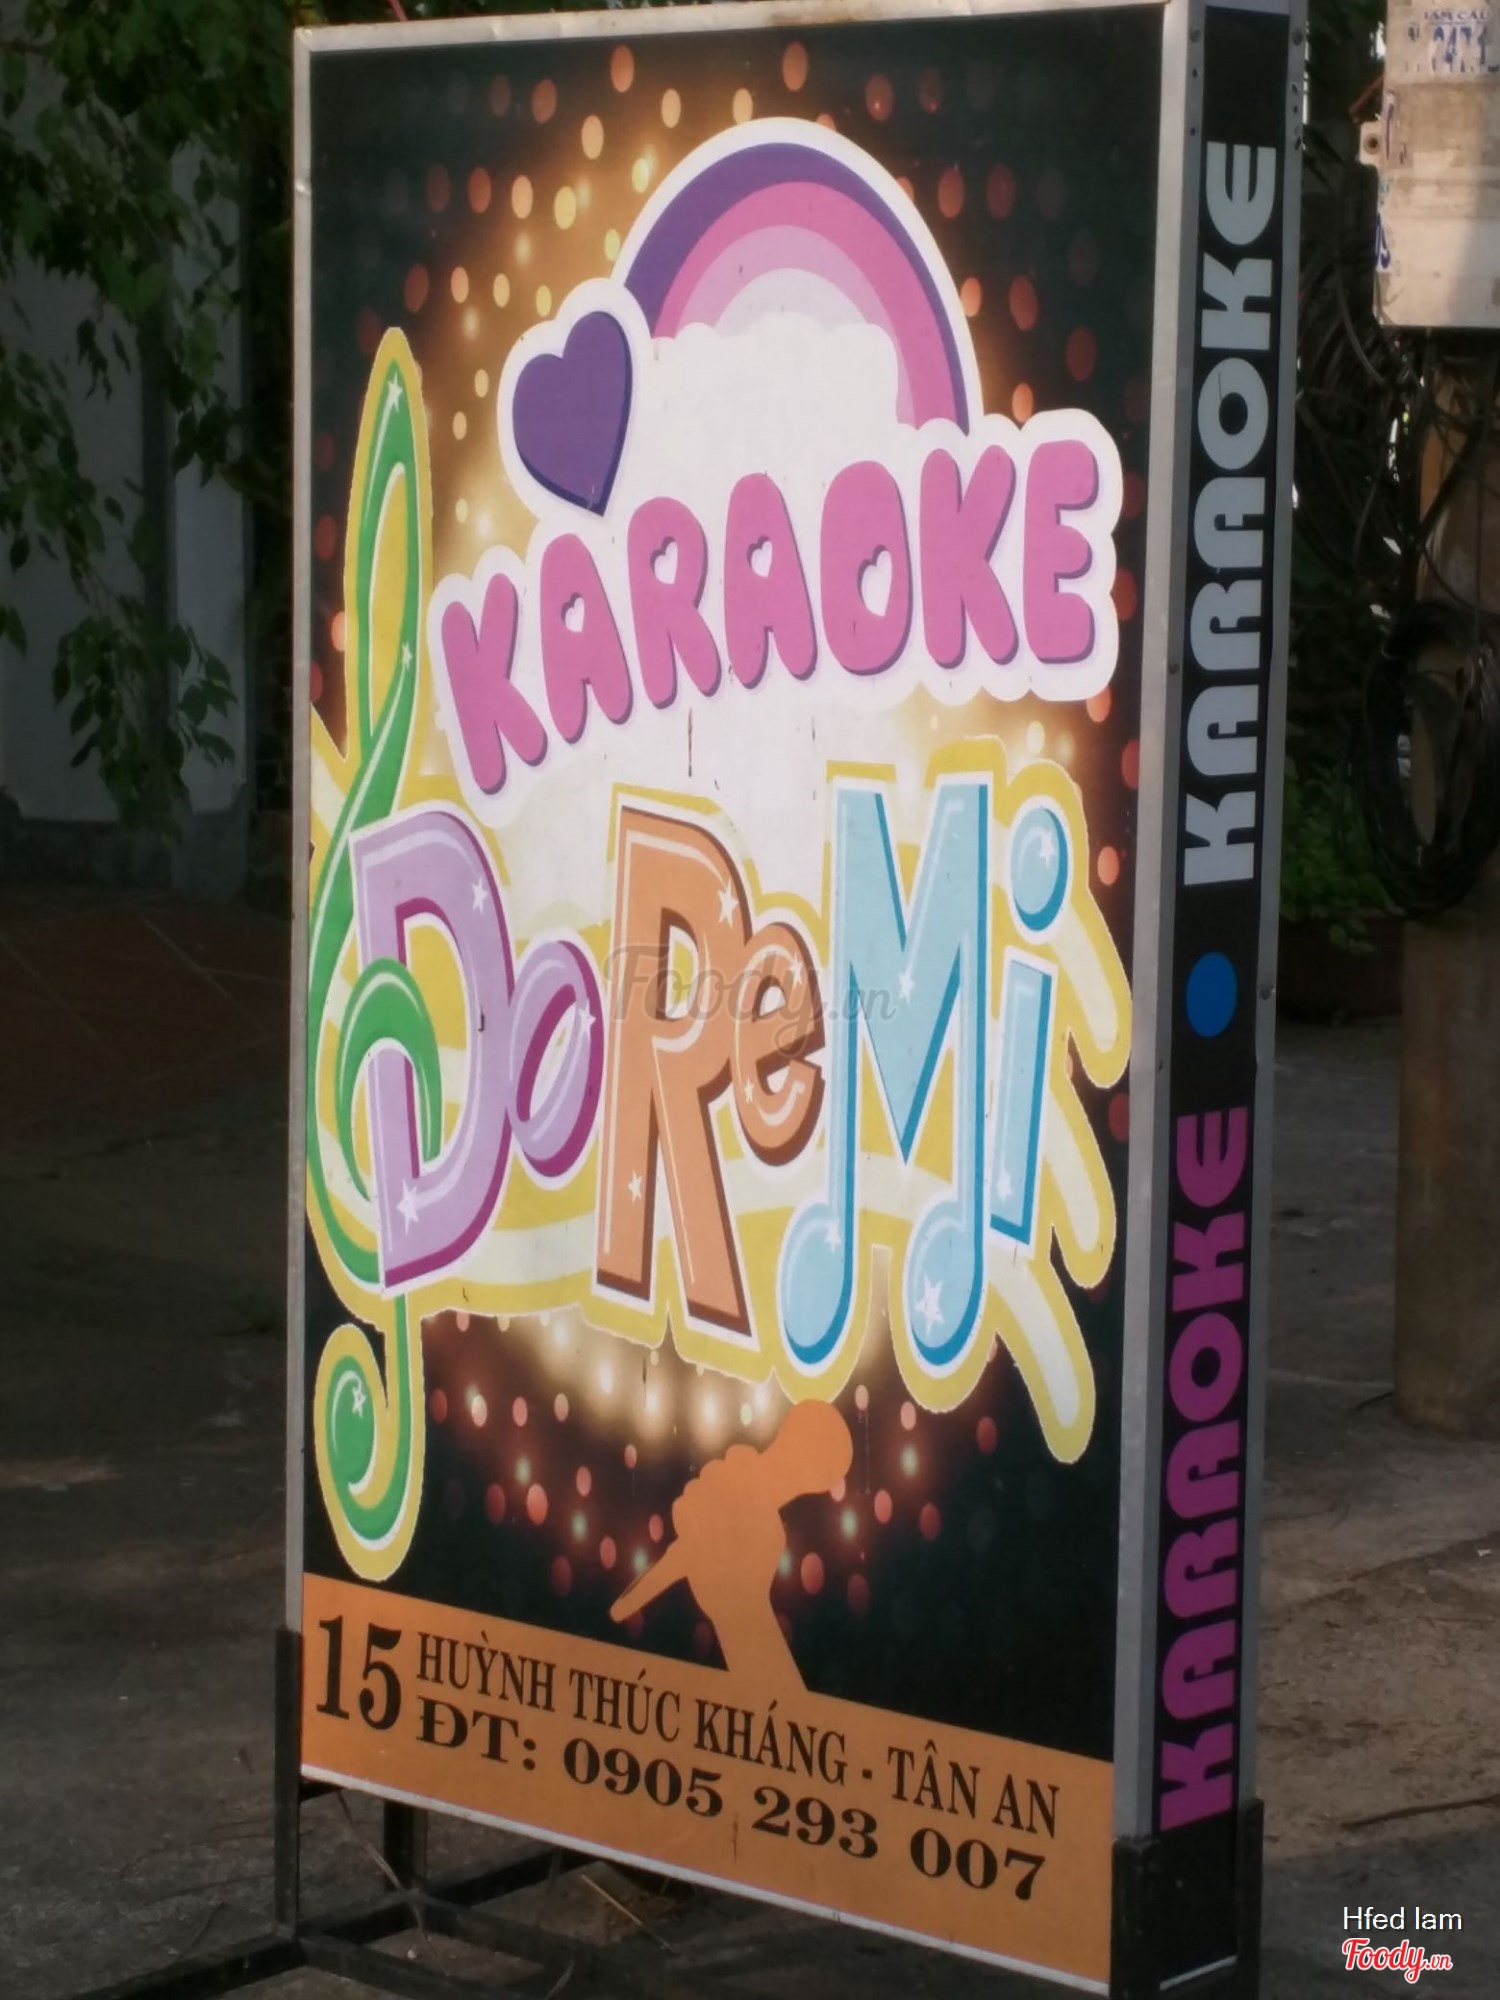 KARAOKE
DoReMi
15 HUỲNH THÚC KHÁNG - TÂN AN
ĐT: 0905 293 007
KARAOKE • KARAOKE
Foody.vn
Hfed lam
Foody.vn